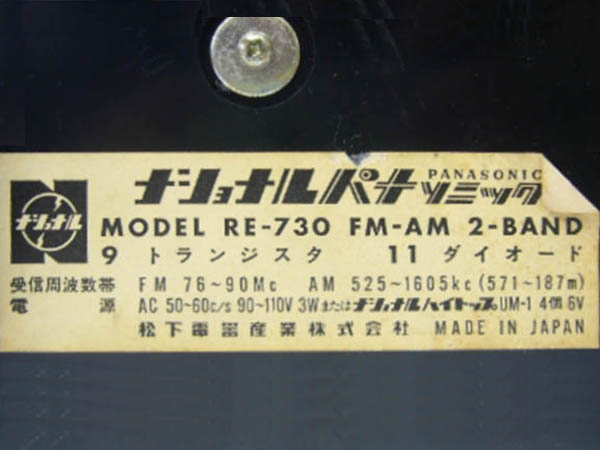 ナショナル
ナショナルパナソニック PANASONIC
MODEL RE-730 FM-AM 2-BAND
9 トランジスタ 11 ダイオード
受信周波数帯 FM 76~90Mc AM 525~1605kc (571~187m)
電源 AC 50~60c/s 90~110V 3W または ナショナルハイトップ UM-1 4個 6V
松下電器産業株式会社 MADE IN JAPAN